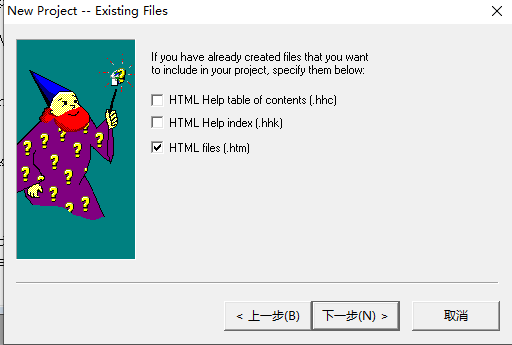 New Project -- Existing Files
If you have already created files that you want
to include in your project, specify them below:
HTML Help table of contents (.hhc)
HTML Help index (.hhk)
HTML files (.htm)
< 上一步(B)
下一步(N) >
取消